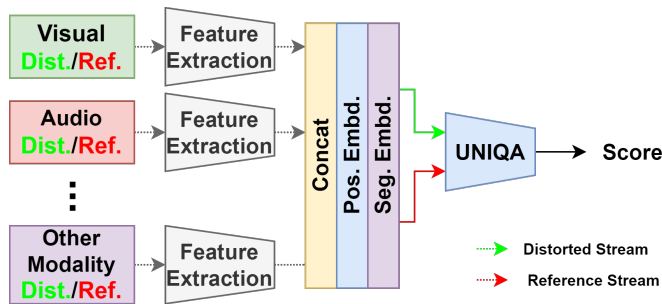 Visual
Dist./Ref.
Feature
Extraction
Audio
Dist./Ref.
Feature
Extraction
Other
Modality
Dist./Ref.
Feature
Extraction
Concat
Pos. Embd.
Seg. Embd.
UNIQA
Score
Distorted Stream
Reference Stream